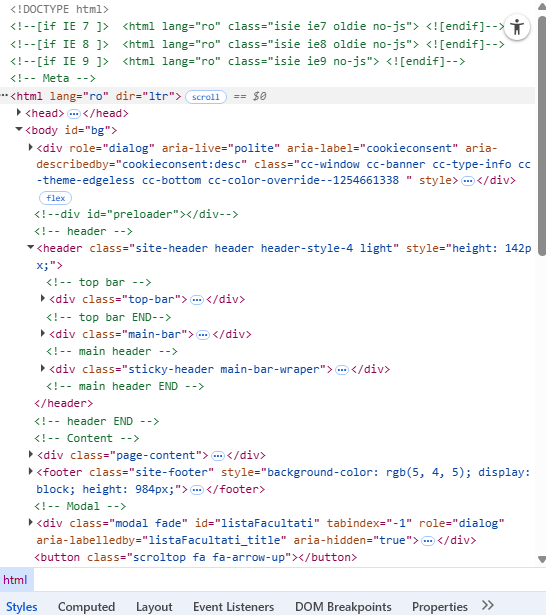 <!DOCTYPE html>
<!--[if IE 7 ]>  <html lang="ro" class="isie ie7 oldie no-js"> <![endif]-->
<!--[if IE 8 ]>  <html lang="ro" class="isie ie8 oldie no-js"> <![endif]-->
<!--[if IE 9 ]>  <html lang="ro" class="isie ie9 no-js"> <![endif]-->
<!-- Meta -->
<html lang="ro" dir="ltr"> scroll == $0
<head> … </head>
<body id="bg">
<div role="dialog" aria-live="polite" aria-label="cookieconsent" aria-
describedby="cookieconsent:desc" class="cc-window cc-banner cc-type-info cc
-theme-edgeless cc-bottom cc-color-override--1254661338 " style> … </div>
flex
<!--div id="preloader"></div-->
<!-- header -->
<header class="site-header header header-style-4 light" style="height: 142p
x;">
<!-- top bar -->
<div class="top-bar"> … </div>
<!-- top bar END-->
<div class="main-bar"> … </div>
<!-- main header -->
<div class="sticky-header main-bar-wraper"> … </div>
<!-- main header END -->
</header>
<!-- header END -->
<!-- Content -->
<div class="page-content"> … </div>
<footer class="site-footer" style="background-color: rgb(5, 4, 5); display:
block; height: 984px;"> … </footer>
<!-- Modal -->
<div class="modal fade" id="listaFacultati" tabindex="-1" role="dialog"
aria-labelledby="listaFacultati_title" aria-hidden="true"> … </div>
<button class="scroltop fa fa-arrow-up"></button>
html
Styles Computed Layout Event Listeners DOM Breakpoints Properties